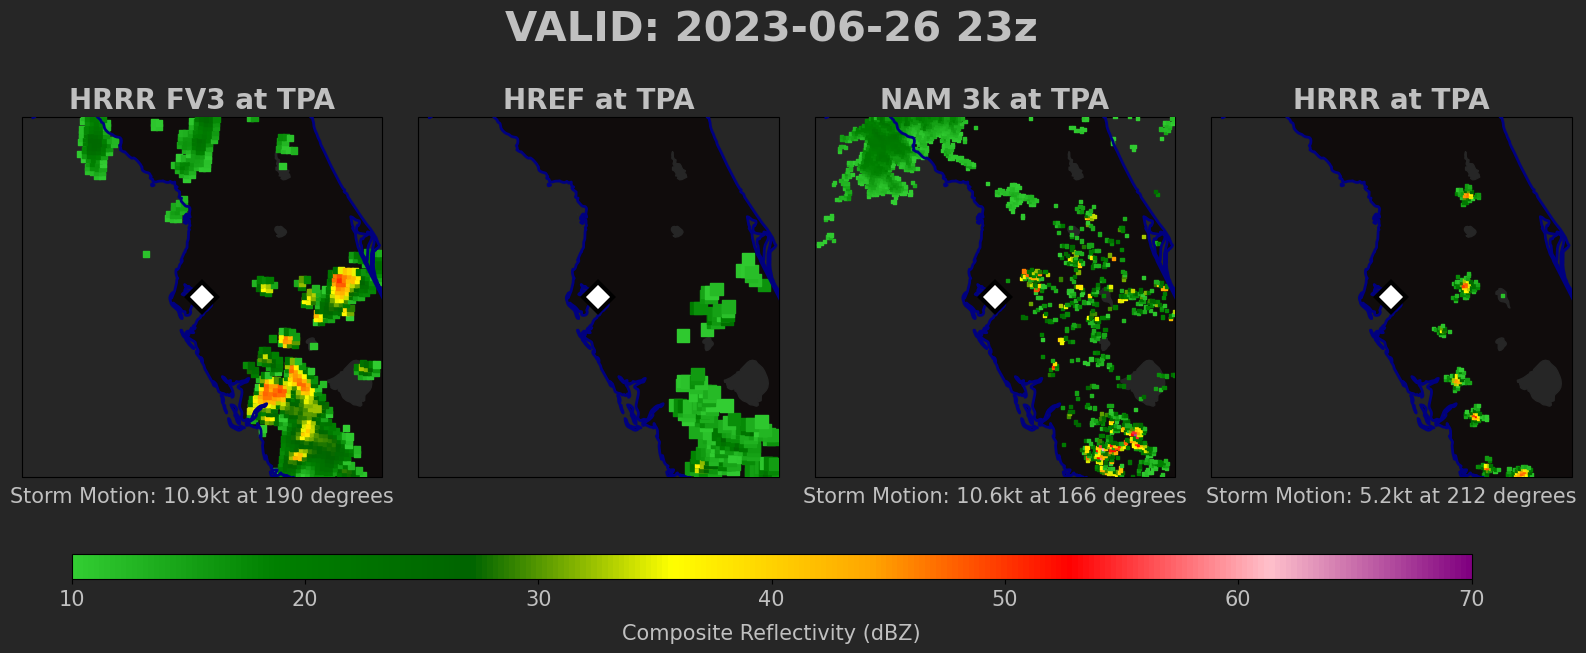 VALID: 2023-06-26 23z
HRRR FV3 at TPA
HREF at TPA
NAM 3k at TPA
HRRR at TPA
Storm Motion: 10.9kt at 190 degrees
Storm Motion: 10.6kt at 166 degrees
Storm Motion: 5.2kt at 212 degrees
10 20 30 40 50 60 70
Composite Reflectivity (dBZ)